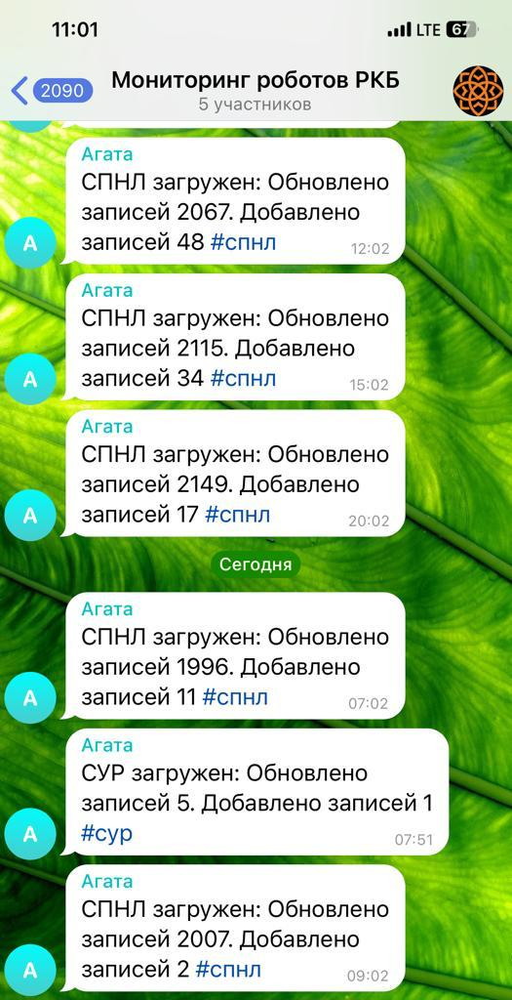 11:01
LTE 67
2090
Мониторинг роботов РКБ
5 участников
Агата
СПНЛ загружен: Обновлено
записей 2067. Добавлено
записей 48 #спнл
12:02
А
Агата
СПНЛ загружен: Обновлено
записей 2115. Добавлено
записей 34 #спнл
15:02
А
Агата
СПНЛ загружен: Обновлено
записей 2149. Добавлено
записей 17 #спнл
20:02
А
Сегодня
Агата
СПНЛ загружен: Обновлено
записей 1996. Добавлено
записей 11 #спнл
07:02
А
Агата
СУР загружен: Обновлено
записей 5. Добавлено записей 1
#сур
07:51
А
Агата
СПНЛ загружен: Обновлено
записей 2007. Добавлено
записей 2 #спнл
09:02
А